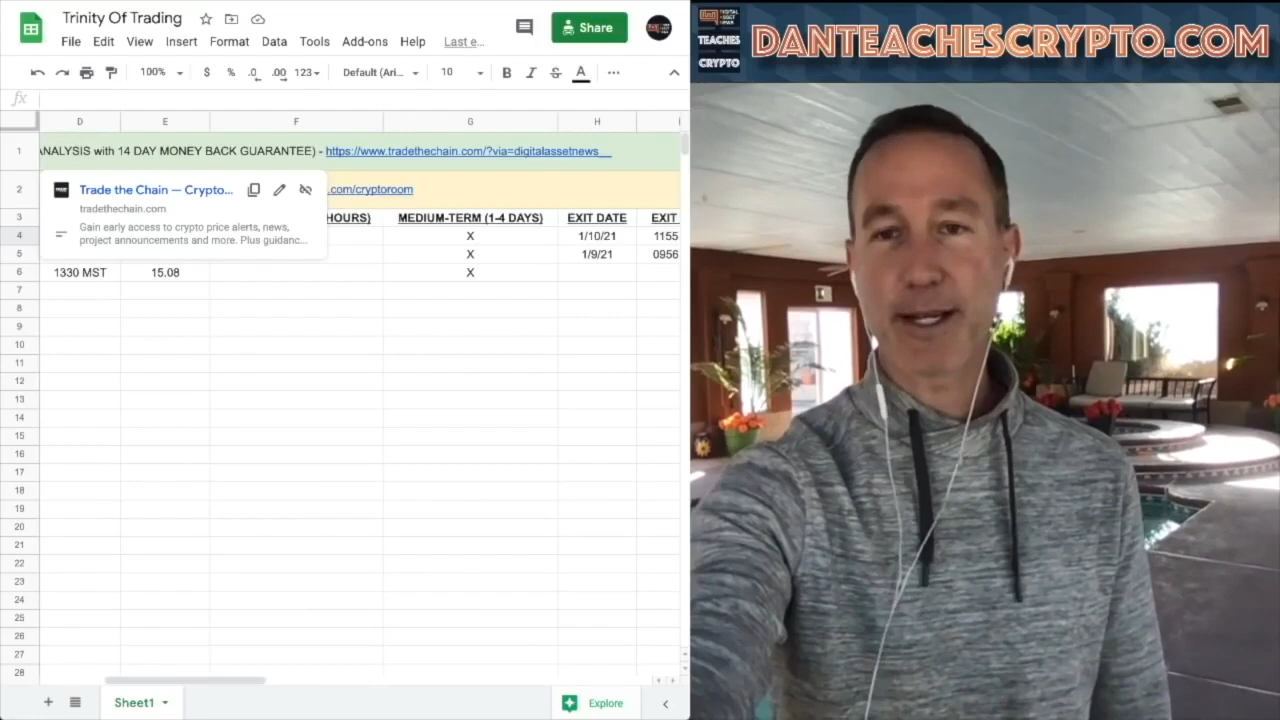 Trinity Of Trading
Share
File Edit View Insert Format Data Tools Add-ons Help Last e...
100% $ % .0 .00 123 Default (Ari... 10 B I S A ...
fx
D E F G H
1 ANALYSIS with 14 DAY MONEY BACK GUARANTEE) - https://www.tradethechain.com/?via=digitalassetnews__
2 .com/cryptoroom
Trade the Chain — Crypto...
tradethechain.com
Gain early access to crypto price alerts, news,
project announcements and more. Plus guidanc...
3 HOURS) MEDIUM-TERM (1-4 DAYS) EXIT DATE EXIT
4 X 1/10/21 1155
5 X 1/9/21 0956
6 1330 MST 15.08 X
7
8
9
10
11
12
13
14
15
16
17
18
19
20
21
22
23
24
25
26
27
28
Sheet1 Explore
DIGITAL ASSET NEWS
TEACHES
CRYPTO
DANTEACHESCRYPTO.COM